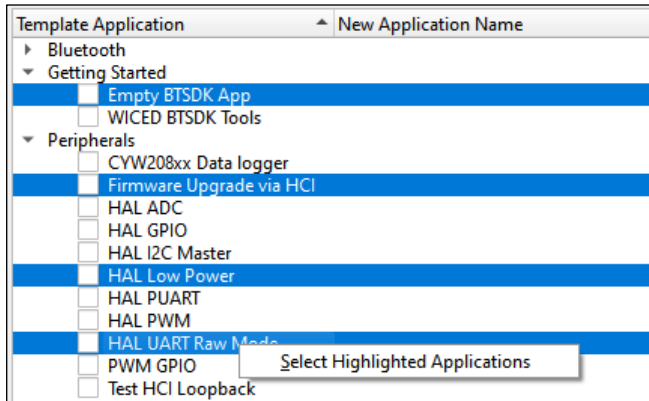 Template Application New Application Name
Bluetooth
Getting Started
Empty BTSDK App
WICED BTSDK Tools
Peripherals
CYW208xx Data logger
Firmware Upgrade via HCI
HAL ADC
HAL GPIO
HAL I2C Master
HAL Low Power
HAL PUART
HAL PWM
HAL UART Raw Mode
PWM GPIO
Select Highlighted Applications
Test HCI Loopback